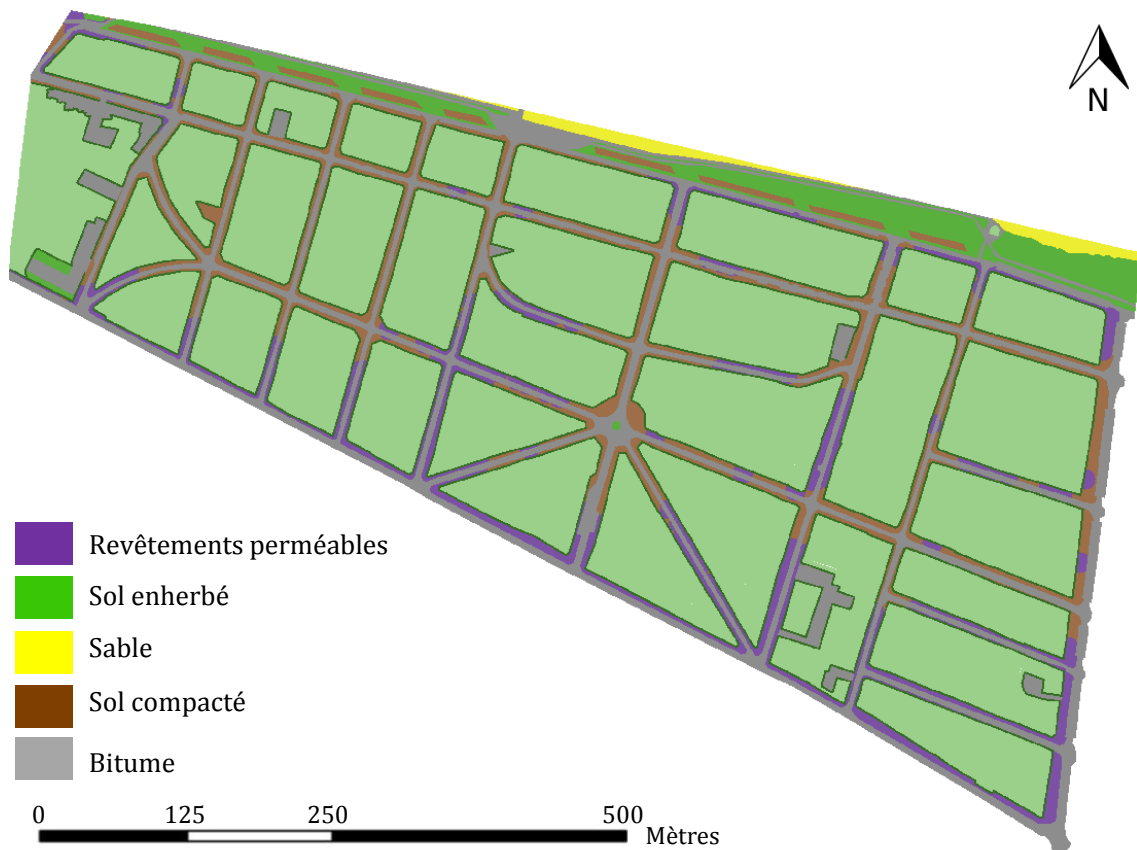 N
Revêtements perméables
Sol enherbé
Sable
Sol compacté
Bitume
0 125 250 500
Mètres